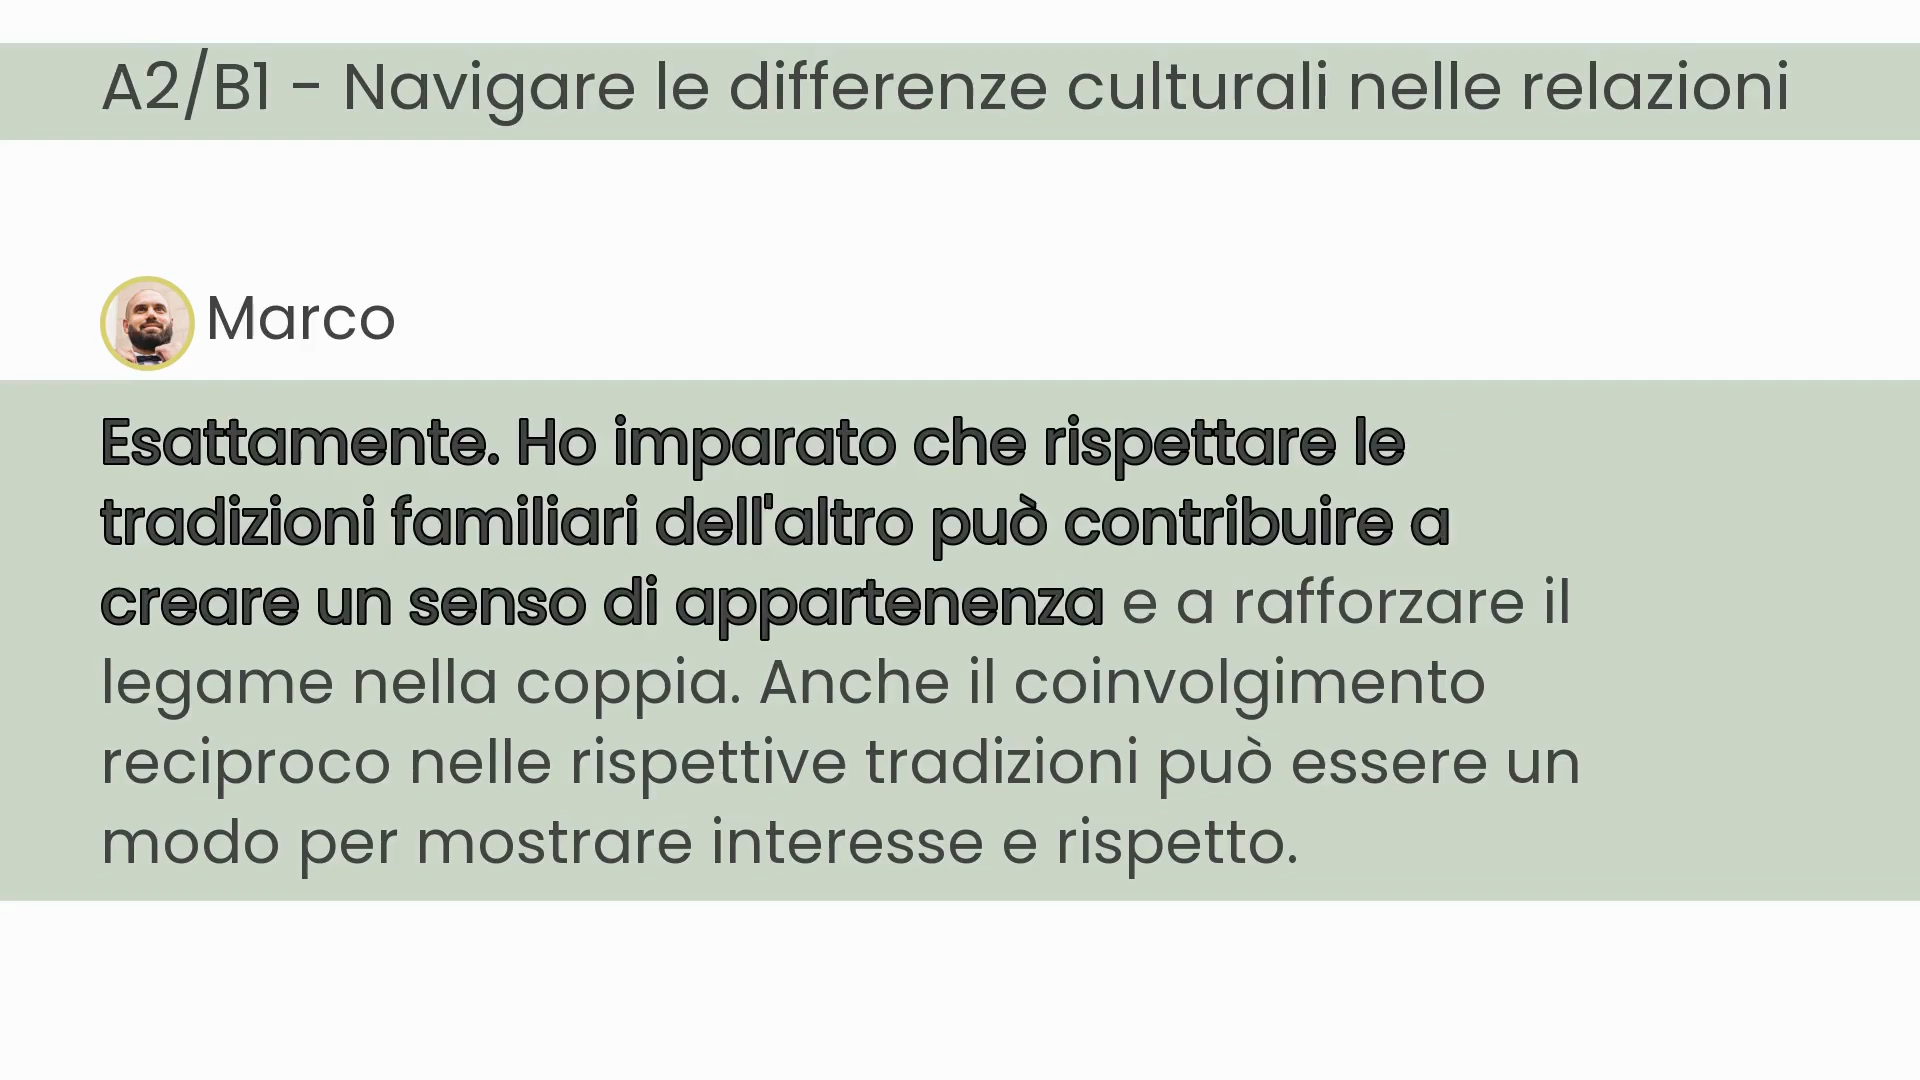 A2/B1 - Navigare le differenze culturali nelle relazioni
Marco
Esattamente. Ho imparato che rispettare le
tradizioni familiari dell'altro può contribuire a
creare un senso di appartenenza e a rafforzare il
legame nella coppia. Anche il coinvolgimento
reciproco nelle rispettive tradizioni può essere un
modo per mostrare interesse e rispetto.